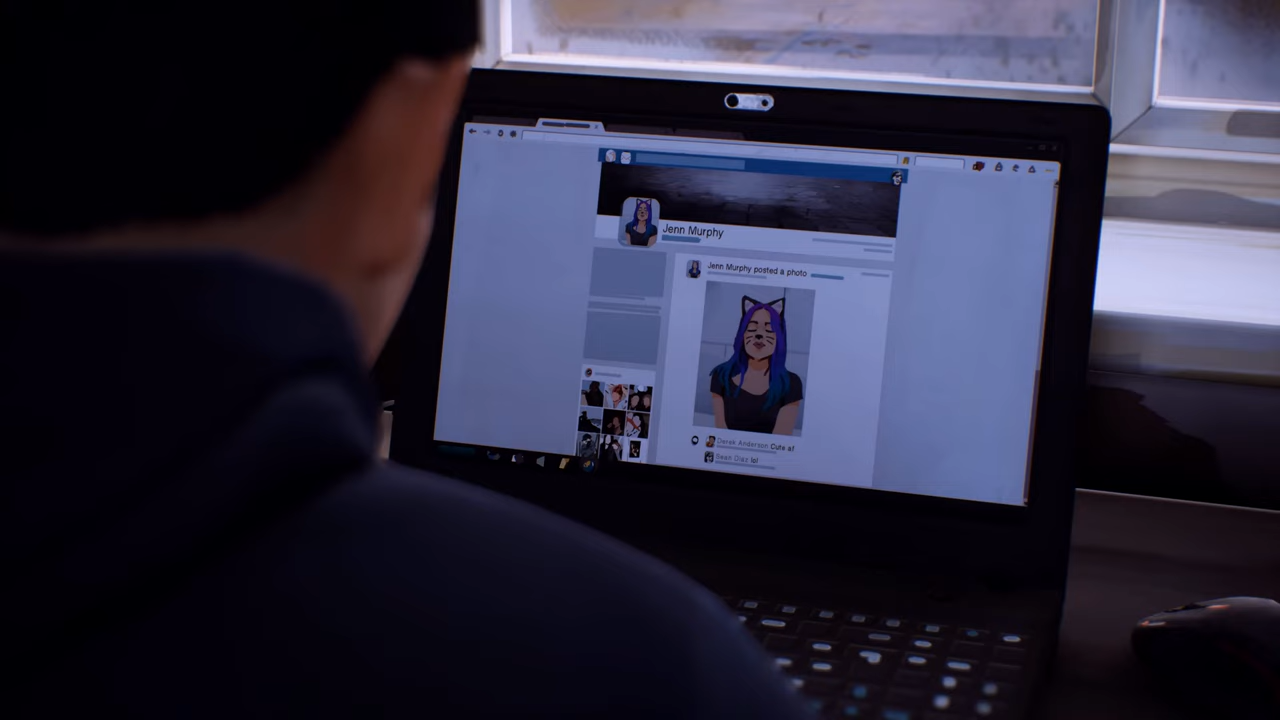 Jenn Murphy
Jenn Murphy posted a photo
Derek Anderson Cute af
Sean Diaz lol